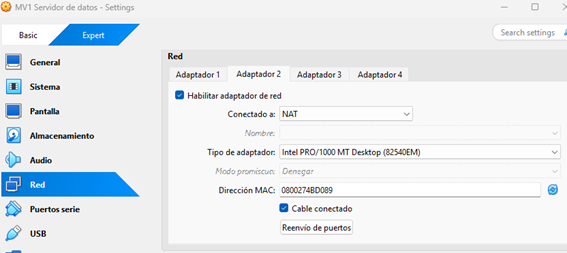 MV1 Servidor de datos - Settings
Basic
Expert
Search settings
General
Sistema
Pantalla
Almacenamiento
Audio
Red
Puertos serie
USB
Red
Adaptador 1
Adaptador 2
Adaptador 3
Adaptador 4
Habilitar adaptador de red
Conectado a: NAT
Nombre:
Tipo de adaptador: Intel PRO/1000 MT Desktop (82540EM)
Modo promiscuo: Denegar
Dirección MAC: 0800274BD089
Cable conectado
Reenvío de puertos